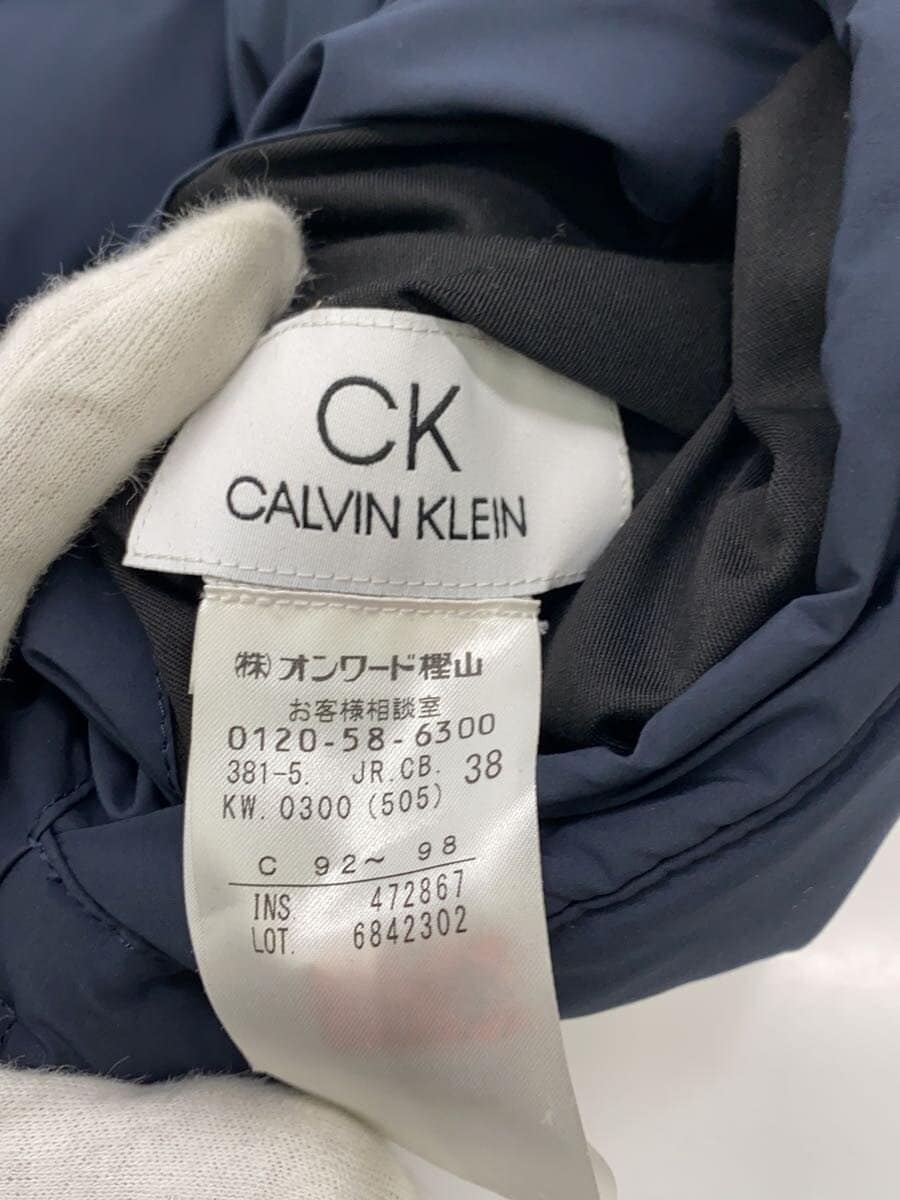 CK
CALVIN KLEIN
㈱オンワード樫山
お客様相談室
0120-58-6300
381-5. JR.CB. 38
KW. 0300 (505)
C 92~ 98
INS. 472867
LOT. 6842302